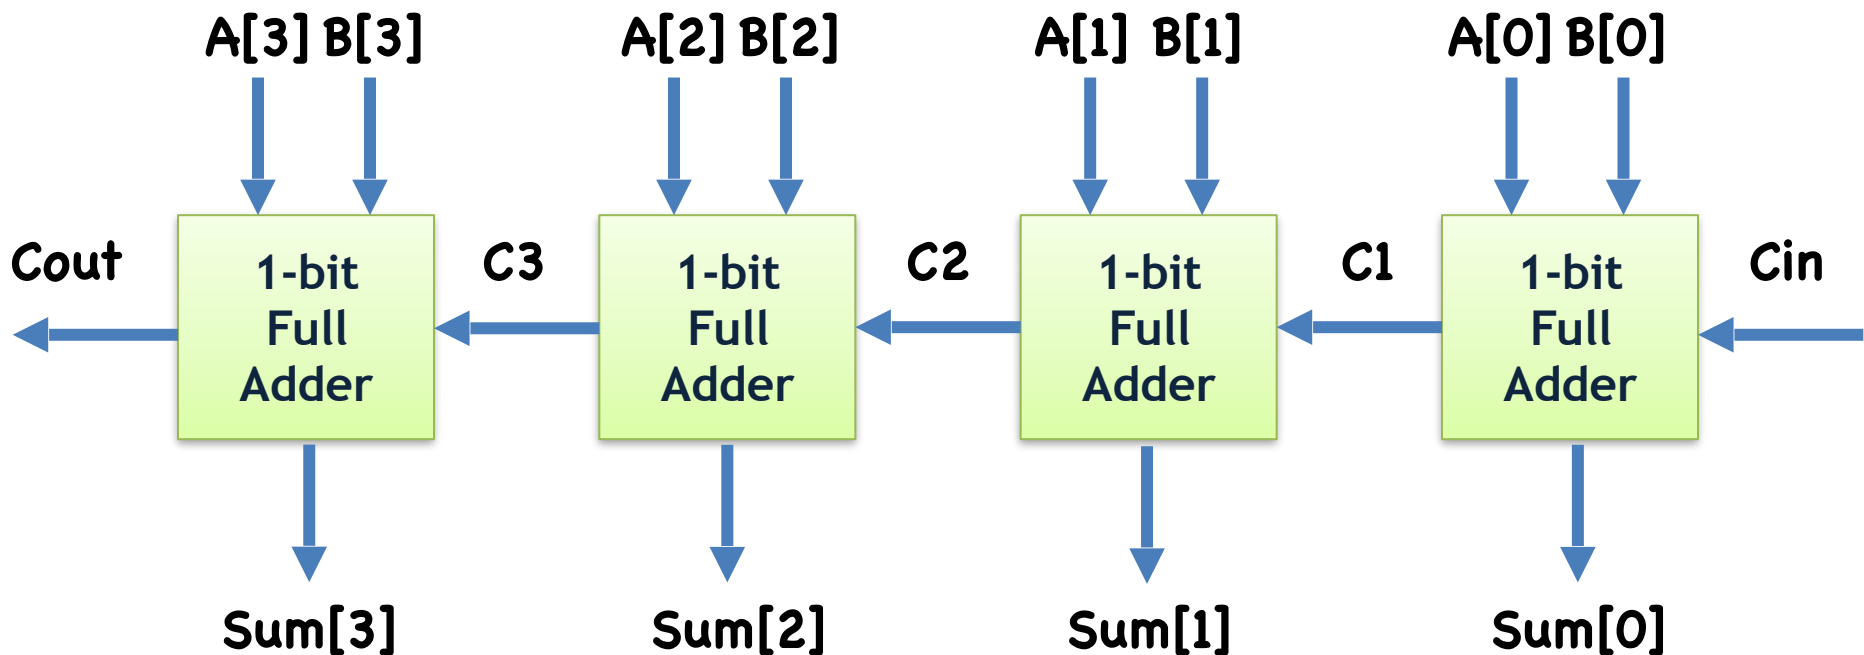 A[3] B[3] A[2] B[2] A[1] B[1] A[0] B[0]
Cout
1-bit
Full
Adder
C3
1-bit
Full
Adder
C2
1-bit
Full
Adder
C1
1-bit
Full
Adder
Cin
Sum[3] Sum[2] Sum[1] Sum[0]